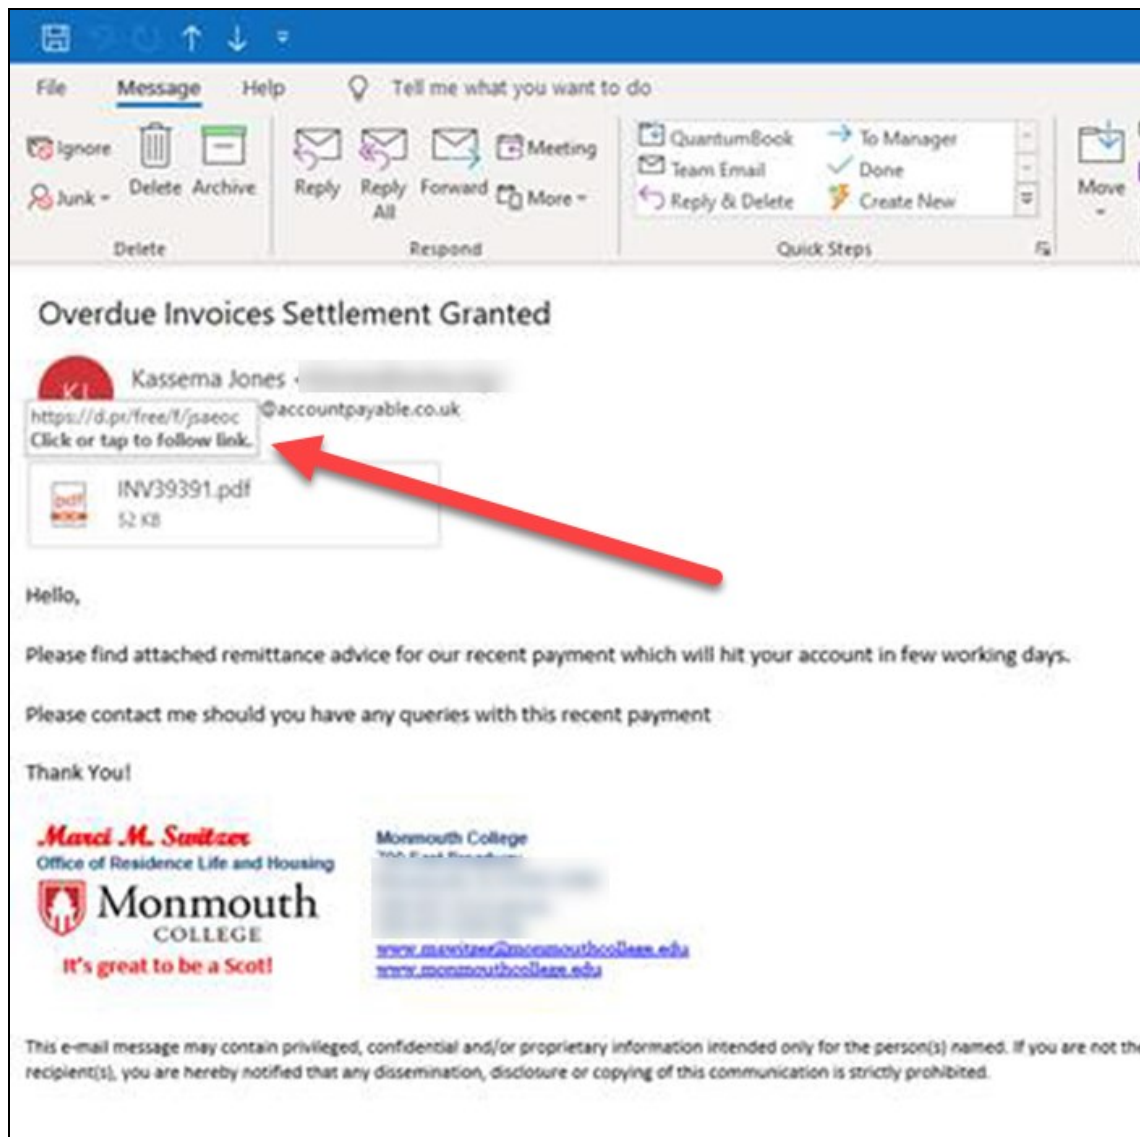 File Message Help Tell me what you want to do
Ignore
Junk
Delete Archive
Reply Reply All Forward
Meeting
More
QuantumBook To Manager
Team Email Done
Reply & Delete Create New
Move
Delete Respond Quick Steps
Overdue Invoices Settlement Granted
KJ Kassema Jones
@accountpayable.co.uk
https://d.pr/free/f/jsaeoc
Click or tap to follow link.
pdf
INV39391.pdf
52 KB
Hello,
Please find attached remittance advice for our recent payment which will hit your account in few working days.
Please contact me should you have any queries with this recent payment
Thank You!
Marci M. Switzer
Office of Residence Life and Housing
Monmouth
COLLEGE
It's great to be a Scot!
Monmouth College
www.mswitzer@monmouthcollege.edu
www.monmouthcollege.edu
This e-mail message may contain privileged, confidential and/or proprietary information intended only for the person(s) named. If you are not the
recipient(s), you are hereby notified that any dissemination, disclosure or copying of this communication is strictly prohibited.